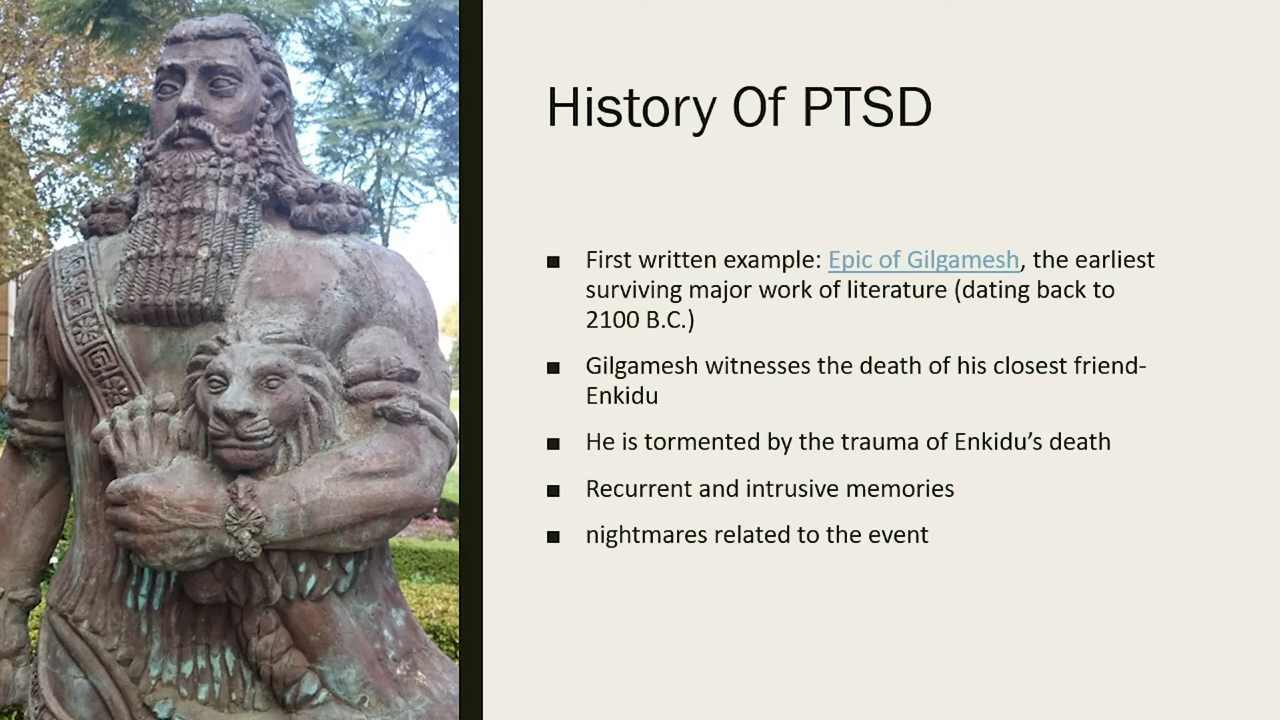 History Of PTSD
First written example: Epic of Gilgamesh, the earliest
surviving major work of literature (dating back to
2100 B.C.)
Gilgamesh witnesses the death of his closest friend-
Enkidu
He is tormented by the trauma of Enkidu’s death
Recurrent and intrusive memories
nightmares related to the event